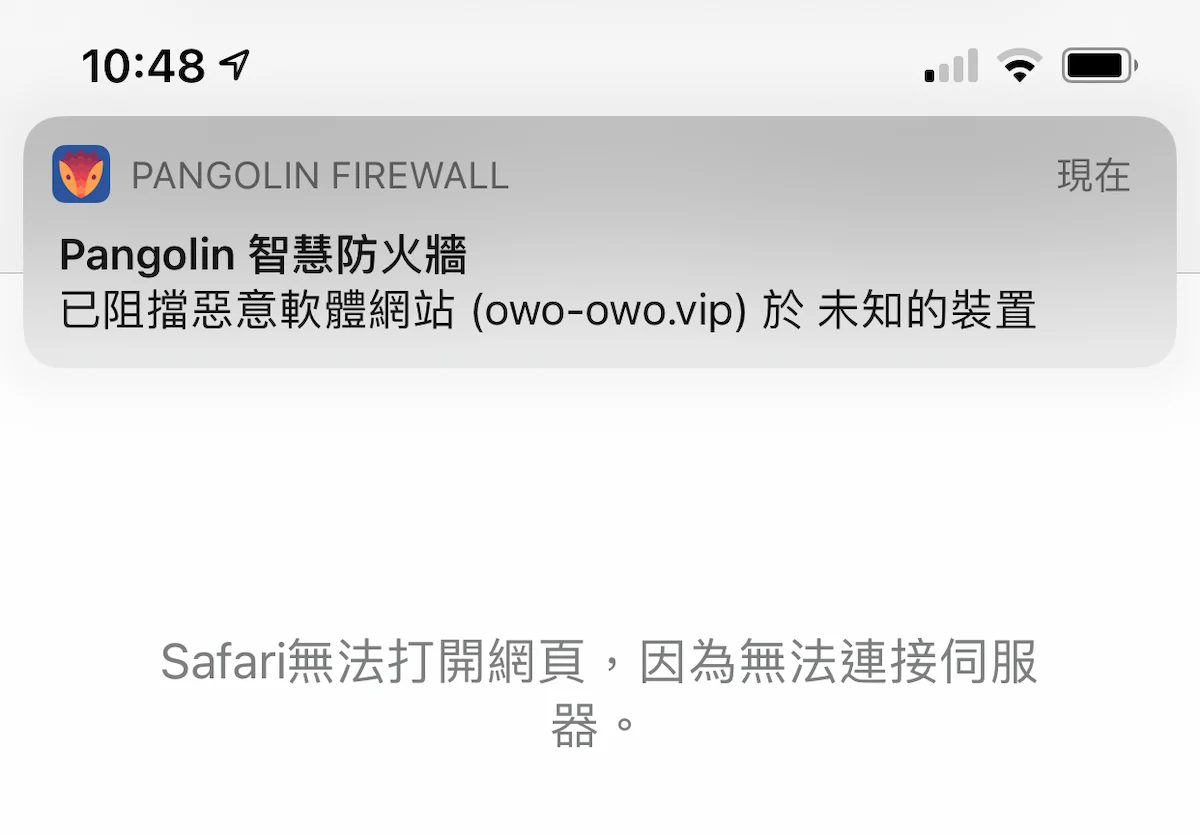 10:48
PANGOLIN FIREWALL 現在
Pangolin 智慧防火牆
已阻擋惡意軟體網站 (owo-owo.vip) 於 未知的裝置
Safari無法打開網頁，因為無法連接伺服
器。